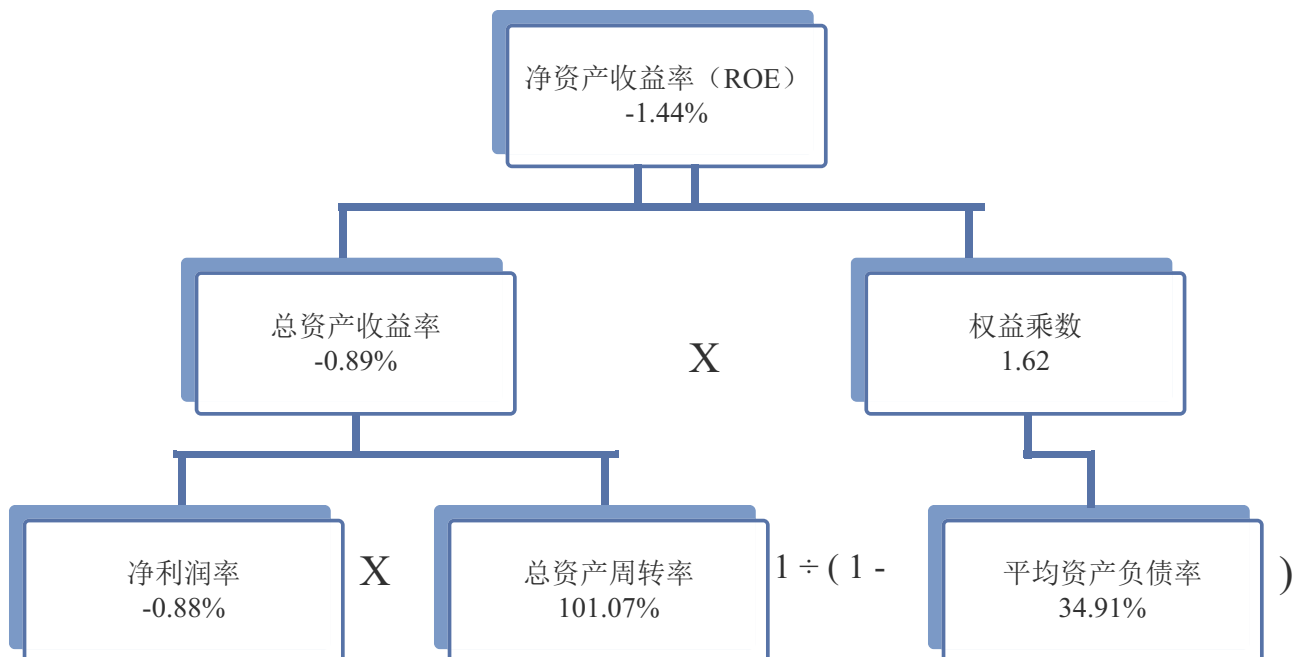 净资产收益率（ROE）
-1.44%
总资产收益率
-0.89%
X
权益乘数
1.62
净利润率
-0.88%
X
总资产周转率
101.07%
1 ÷ ( 1 -
平均资产负债率
34.91%
)